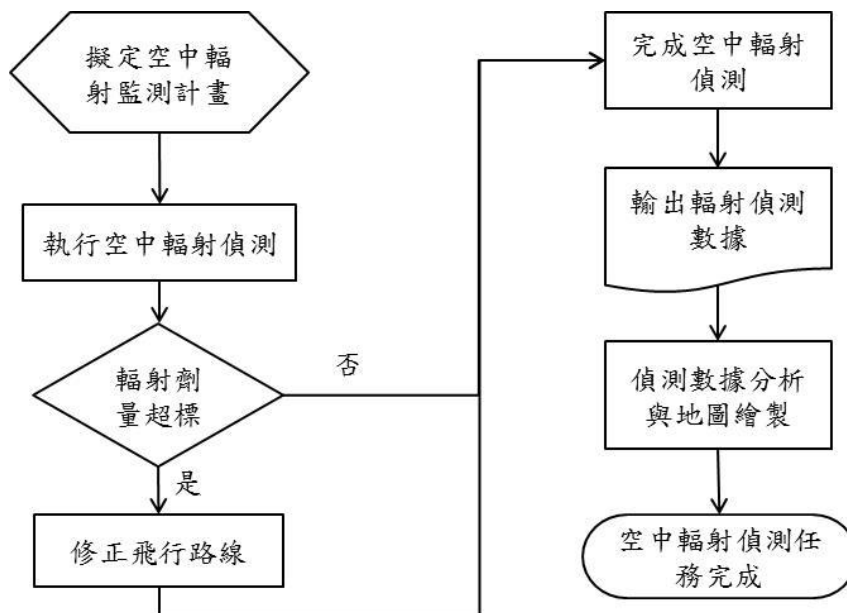 擬定空中輻
射監測計畫
執行空中輻射偵測
輻射劑
量超標
否
是
修正飛行路線
完成空中輻射
偵測
輸出輻射偵測
數據
偵測數據分析
與地圖繪製
空中輻射偵測任
務完成